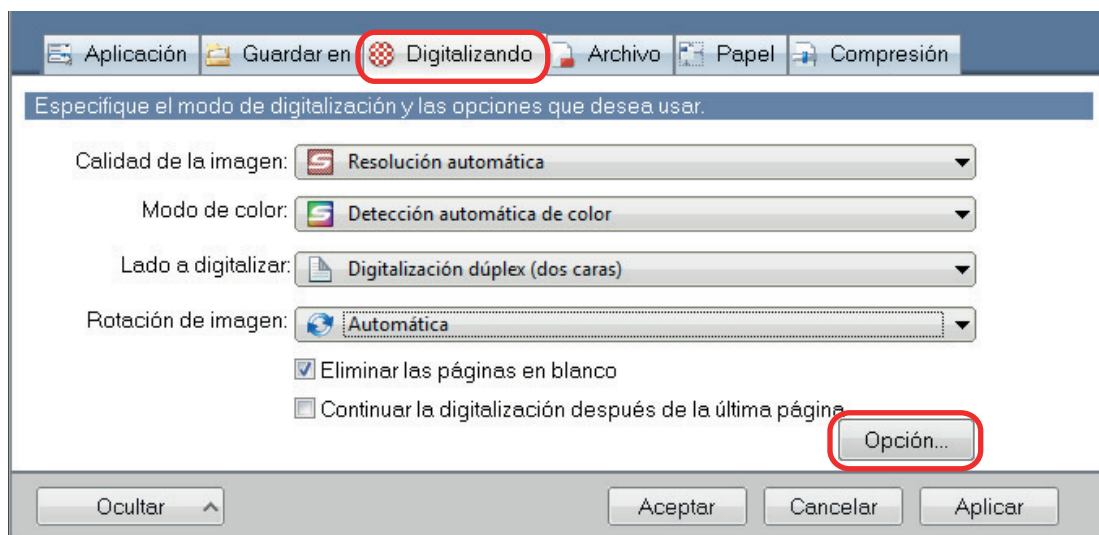 Aplicación Guardar en Digitalizando Archivo Papel Compresión
Especifique el modo de digitalización y las opciones que desea usar.
Calidad de la imagen: Resolución automática
Modo de color: Detección automática de color
Lado a digitalizar: Digitalización dúplex (dos caras)
Rotación de imagen: Automática
Eliminar las páginas en blanco
Continuar la digitalización después de la última página
Opción...
Ocultar Aceptar Cancelar Aplicar